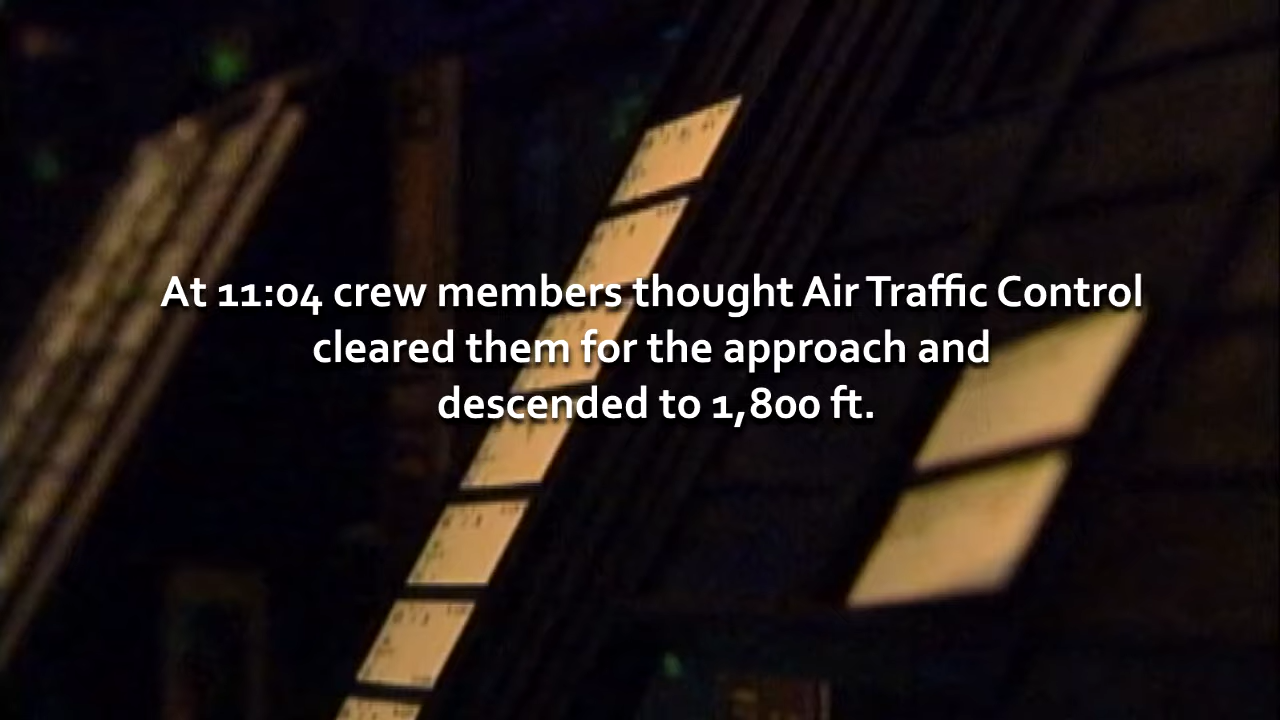 At 11:04 crew members thought Air Traffic Control
cleared them for the approach and
descended to 1,800 ft.